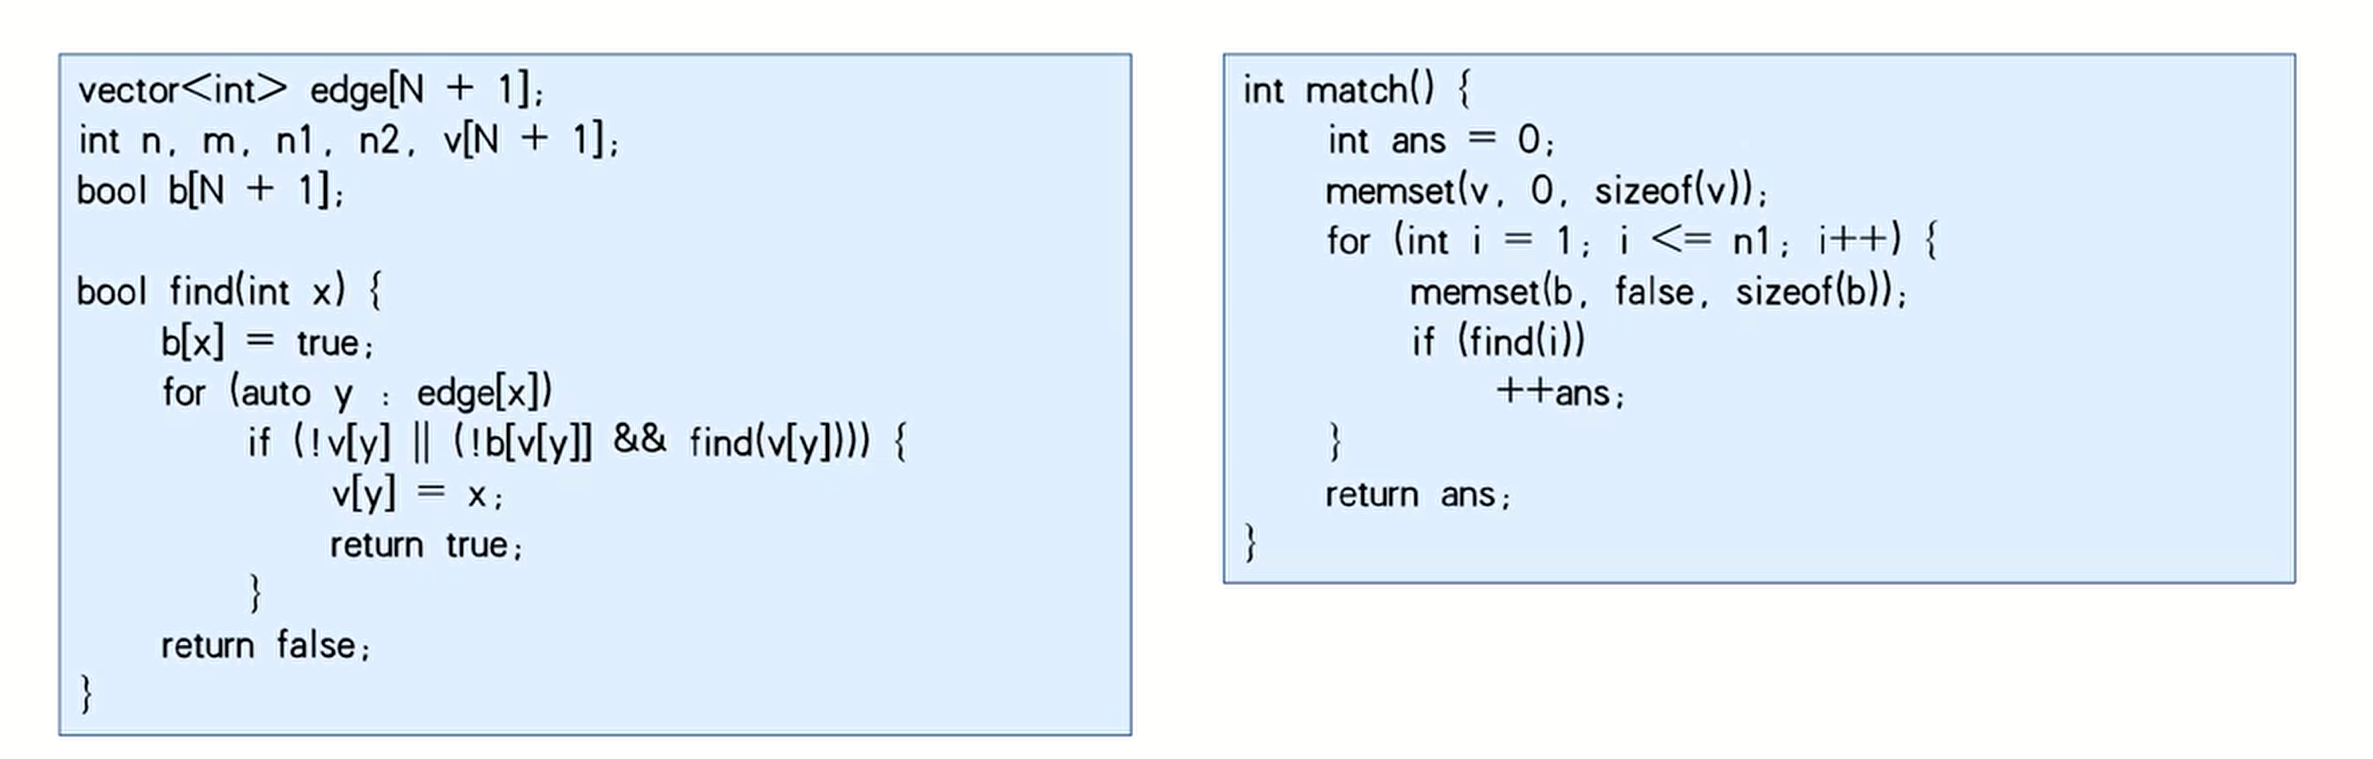 vector<int> edge[N + 1];
int n, m, n1, n2, v[N + 1];
bool b[N + 1];
bool find(int x) {
b[x] = true;
for (auto y : edge[x])
if (!v[y] || (!b[v[y]] && find(v[y]))) {
v[y] = x;
return true;
}
return false;
}
int match() {
int ans = 0;
memset(v, 0, sizeof(v));
for (int i = 1; i <= n1; i++) {
memset(b, false, sizeof(b));
if (find(i))
++ans;
}
return ans;
}